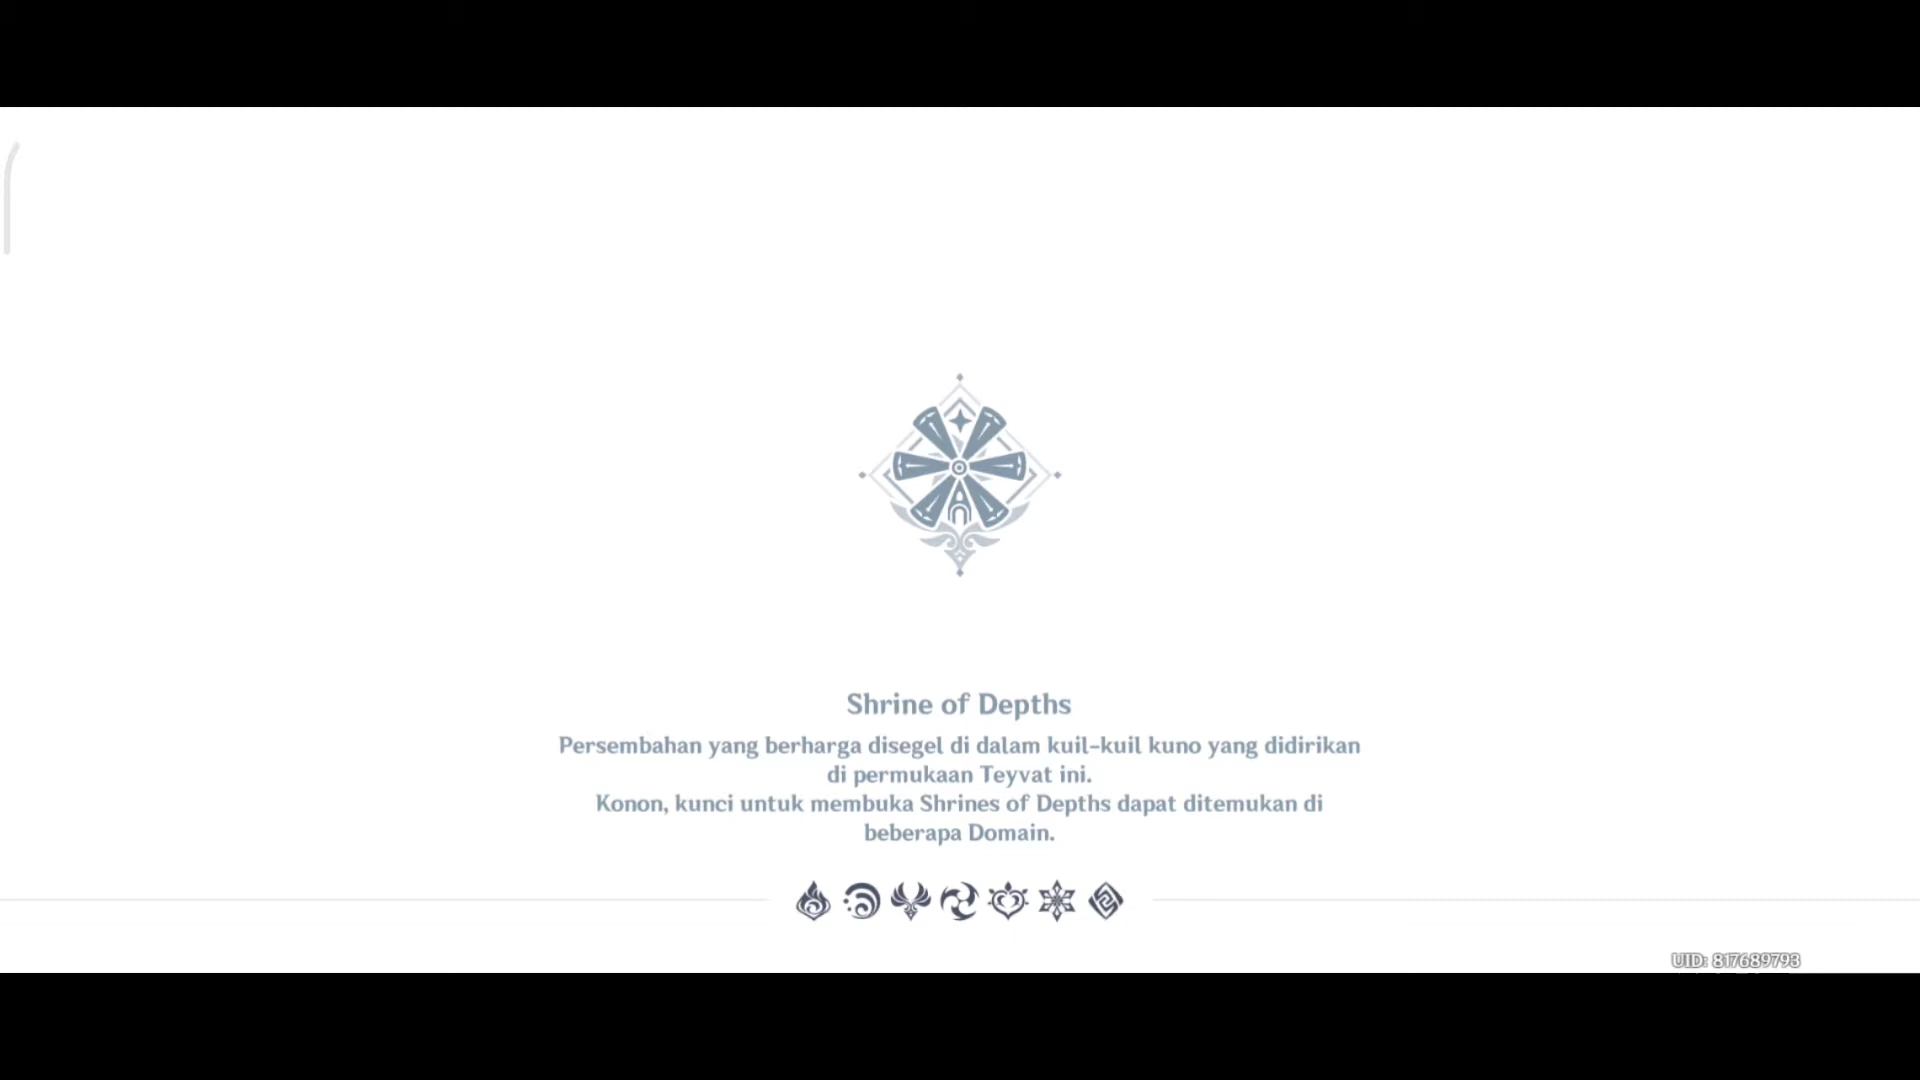 Shrine of Depths
Persembahan yang berharga disegel di dalam kuil-kuil kuno yang didirikan
di permukaan Teyvat ini.
Konon, kunci untuk membuka Shrines of Depths dapat ditemukan di
beberapa Domain.
UID: 817689793